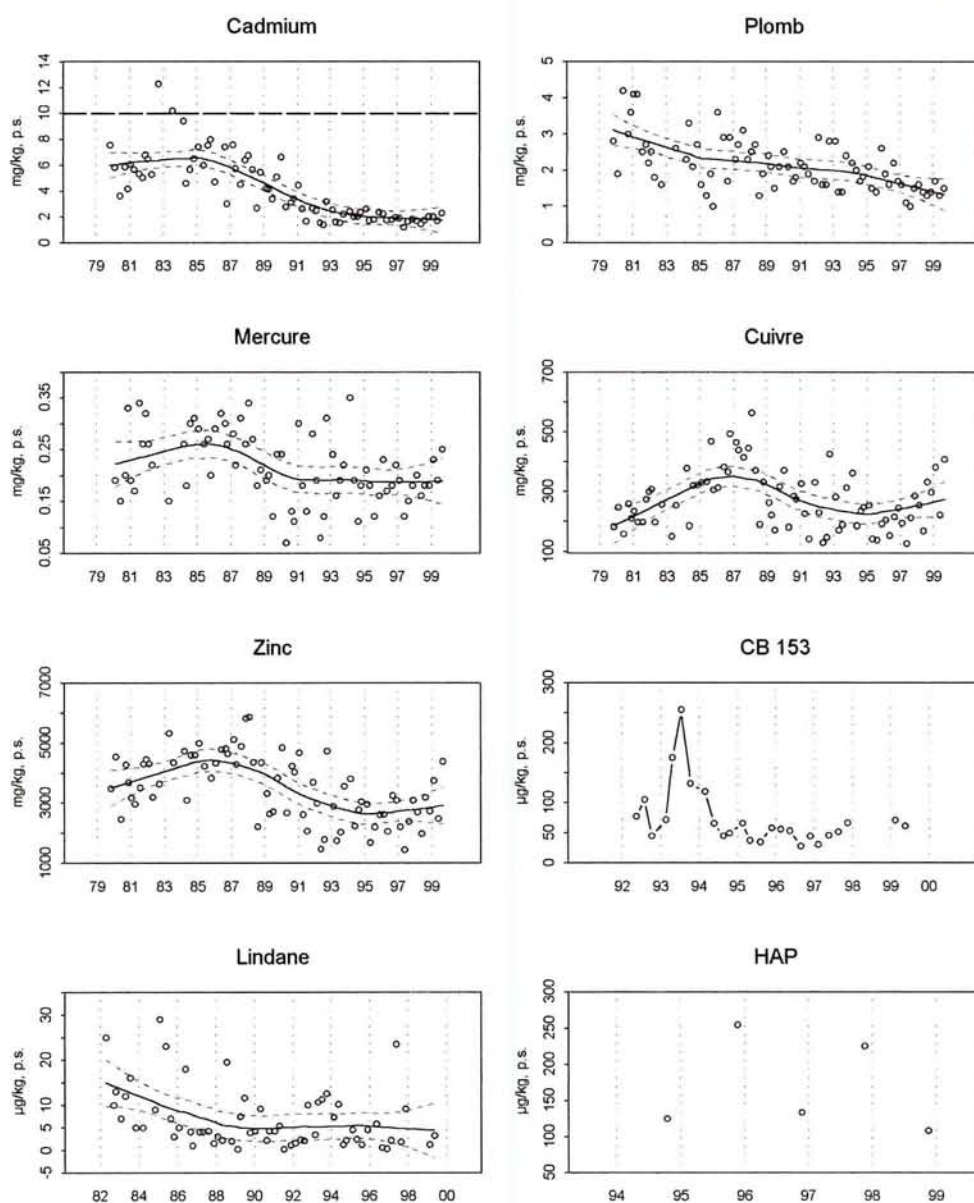 Cadmium
mg/kg, p.s.
14
12
10
8
6
4
2
0
79 81 83 85 87 89 91 93 95 97 99
Plomb
mg/kg, p.s.
5
4
3
2
1
0
79 81 83 85 87 89 91 93 95 97 99
Mercure
mg/kg, p.s.
0.35
0.25
0.15
0.05
79 81 83 85 87 89 91 93 95 97 99
Cuivre
mg/kg, p.s.
700
500
300
100
79 81 83 85 87 89 91 93 95 97 99
Zinc
mg/kg, p.s.
7000
5000
3000
1000
79 81 83 85 87 89 91 93 95 97 99
CB 153
µg/kg, p.s.
300
200
100
50
0
92 93 94 95 96 97 98 99 00
Lindane
µg/kg, p.s.
30
20
10
5
0
-5
82 84 86 88 90 92 94 96 98 00
HAP
µg/kg, p.s.
300
250
200
150
100
50
94 95 96 97 98 99